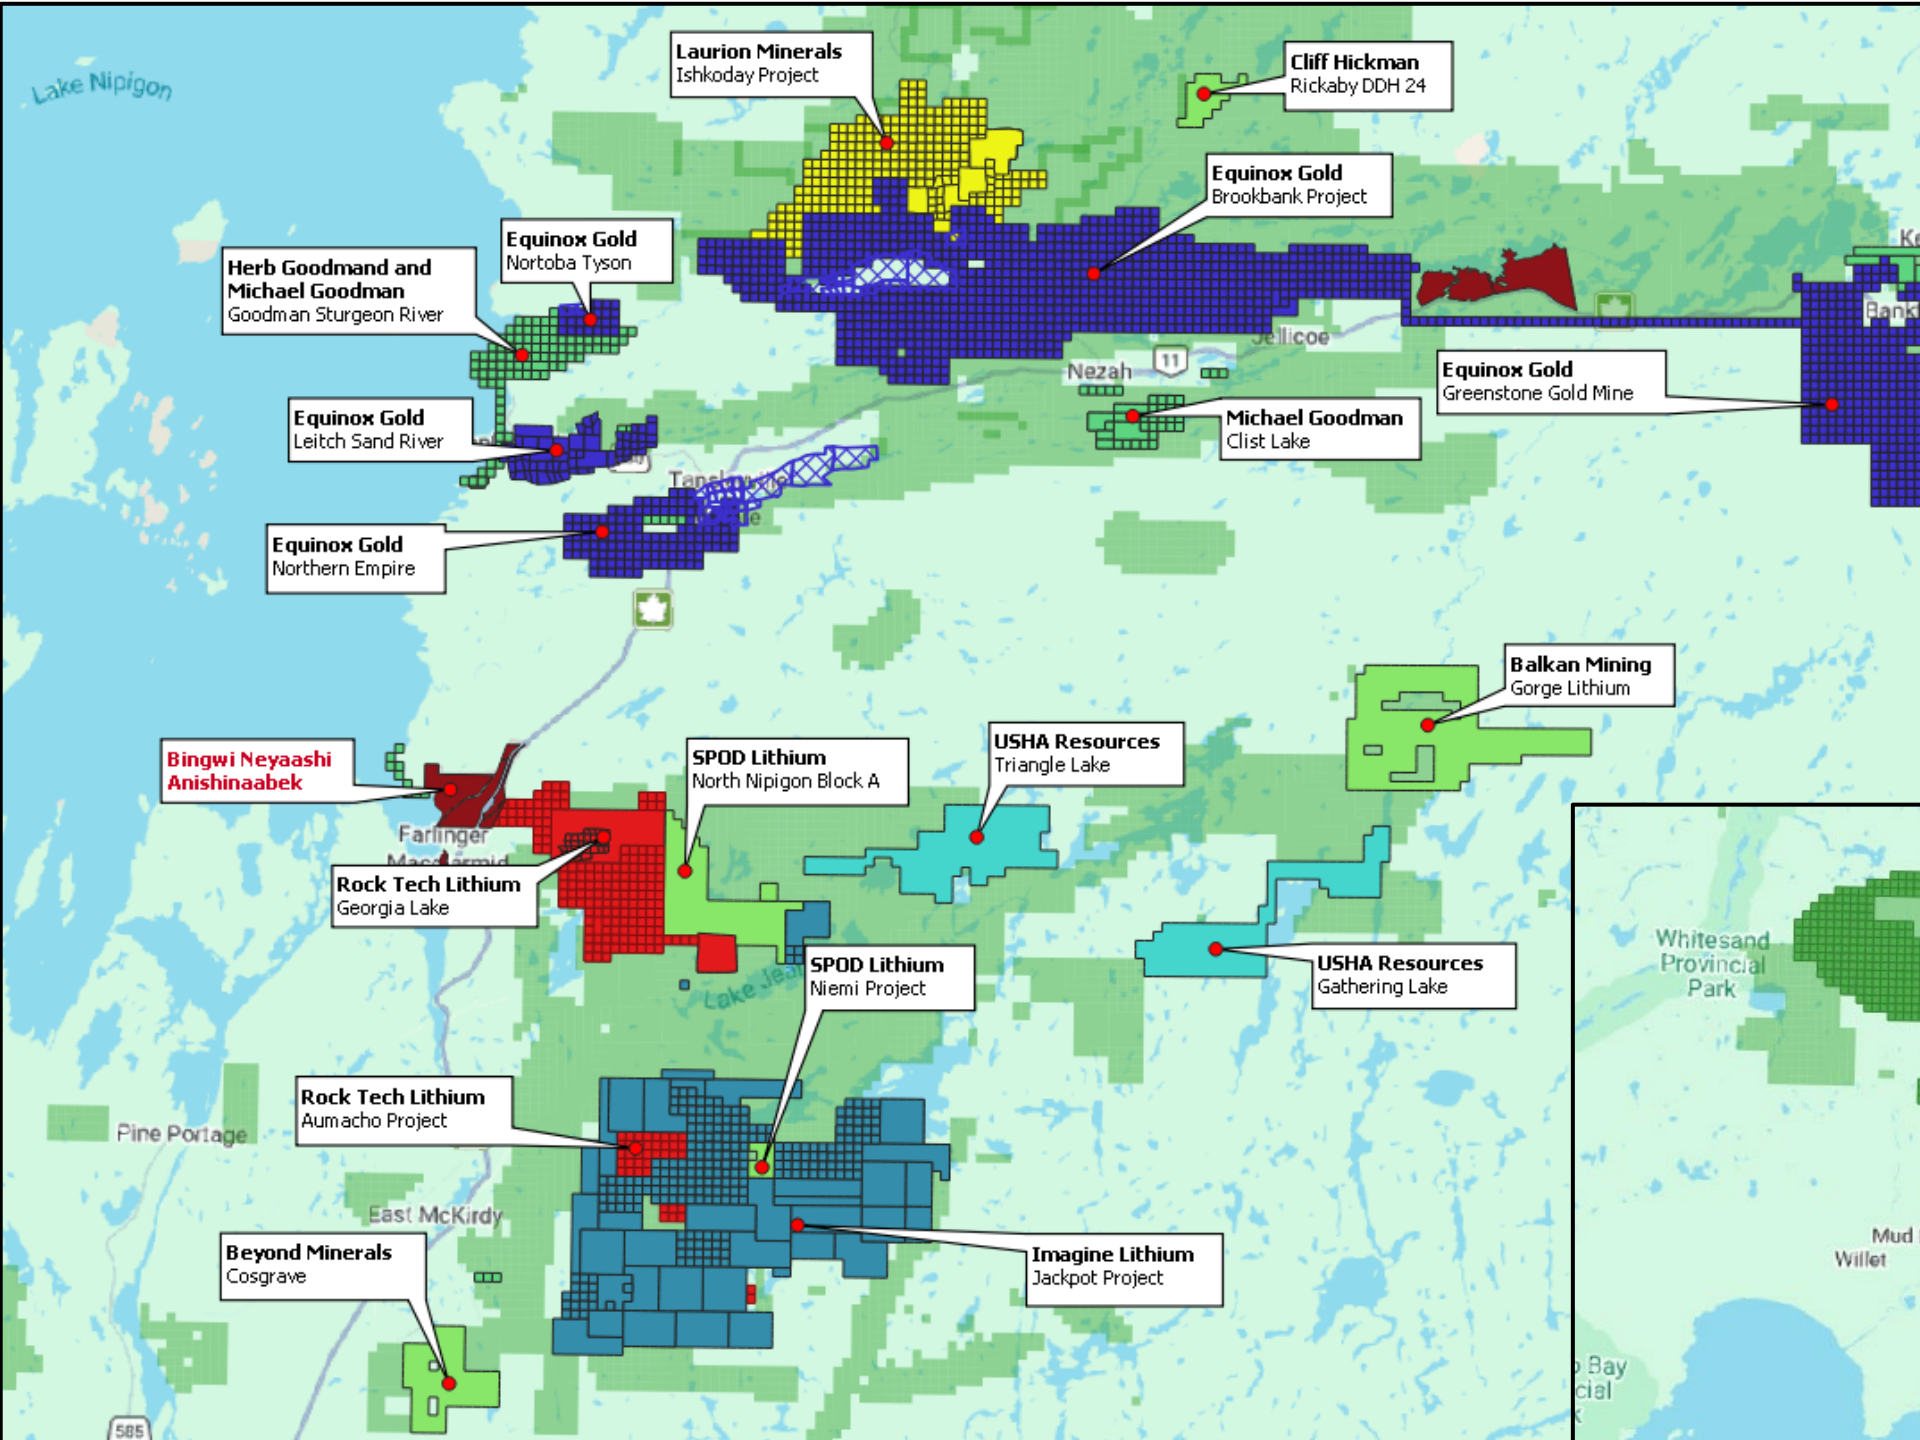 Lake Nipigon
Laurion Minerals
Ishkoday Project
Cliff Hickman
Rickaby DDH 24
Equinox Gold
Brookbank Project
Equinox Gold
Nortoba Tyson
Herb Goodmand and
Michael Goodman
Goodman Sturgeon River
Jellicoe
Nezah
11
Equinox Gold
Greenstone Gold Mine
Equinox Gold
Leitch Sand River
Michael Goodman
Clist Lake
Equinox Gold
Northern Empire
Balkan Mining
Gorge Lithium
Bingwi Neyaashi
Anishinaabek
SPOD Lithium
North Nipigon Block A
USHA Resources
Triangle Lake
Farlinger
Rock Tech Lithium
Georgia Lake
Whitesand
Provincial
Park
SPOD Lithium
Niemi Project
USHA Resources
Gathering Lake
Lake Jean
Rock Tech Lithium
Aumacho Project
Pine Portage
East McKirdy
Beyond Minerals
Cosgrave
Imagine Lithium
Jackpot Project
Mud
Willet
Bay
585